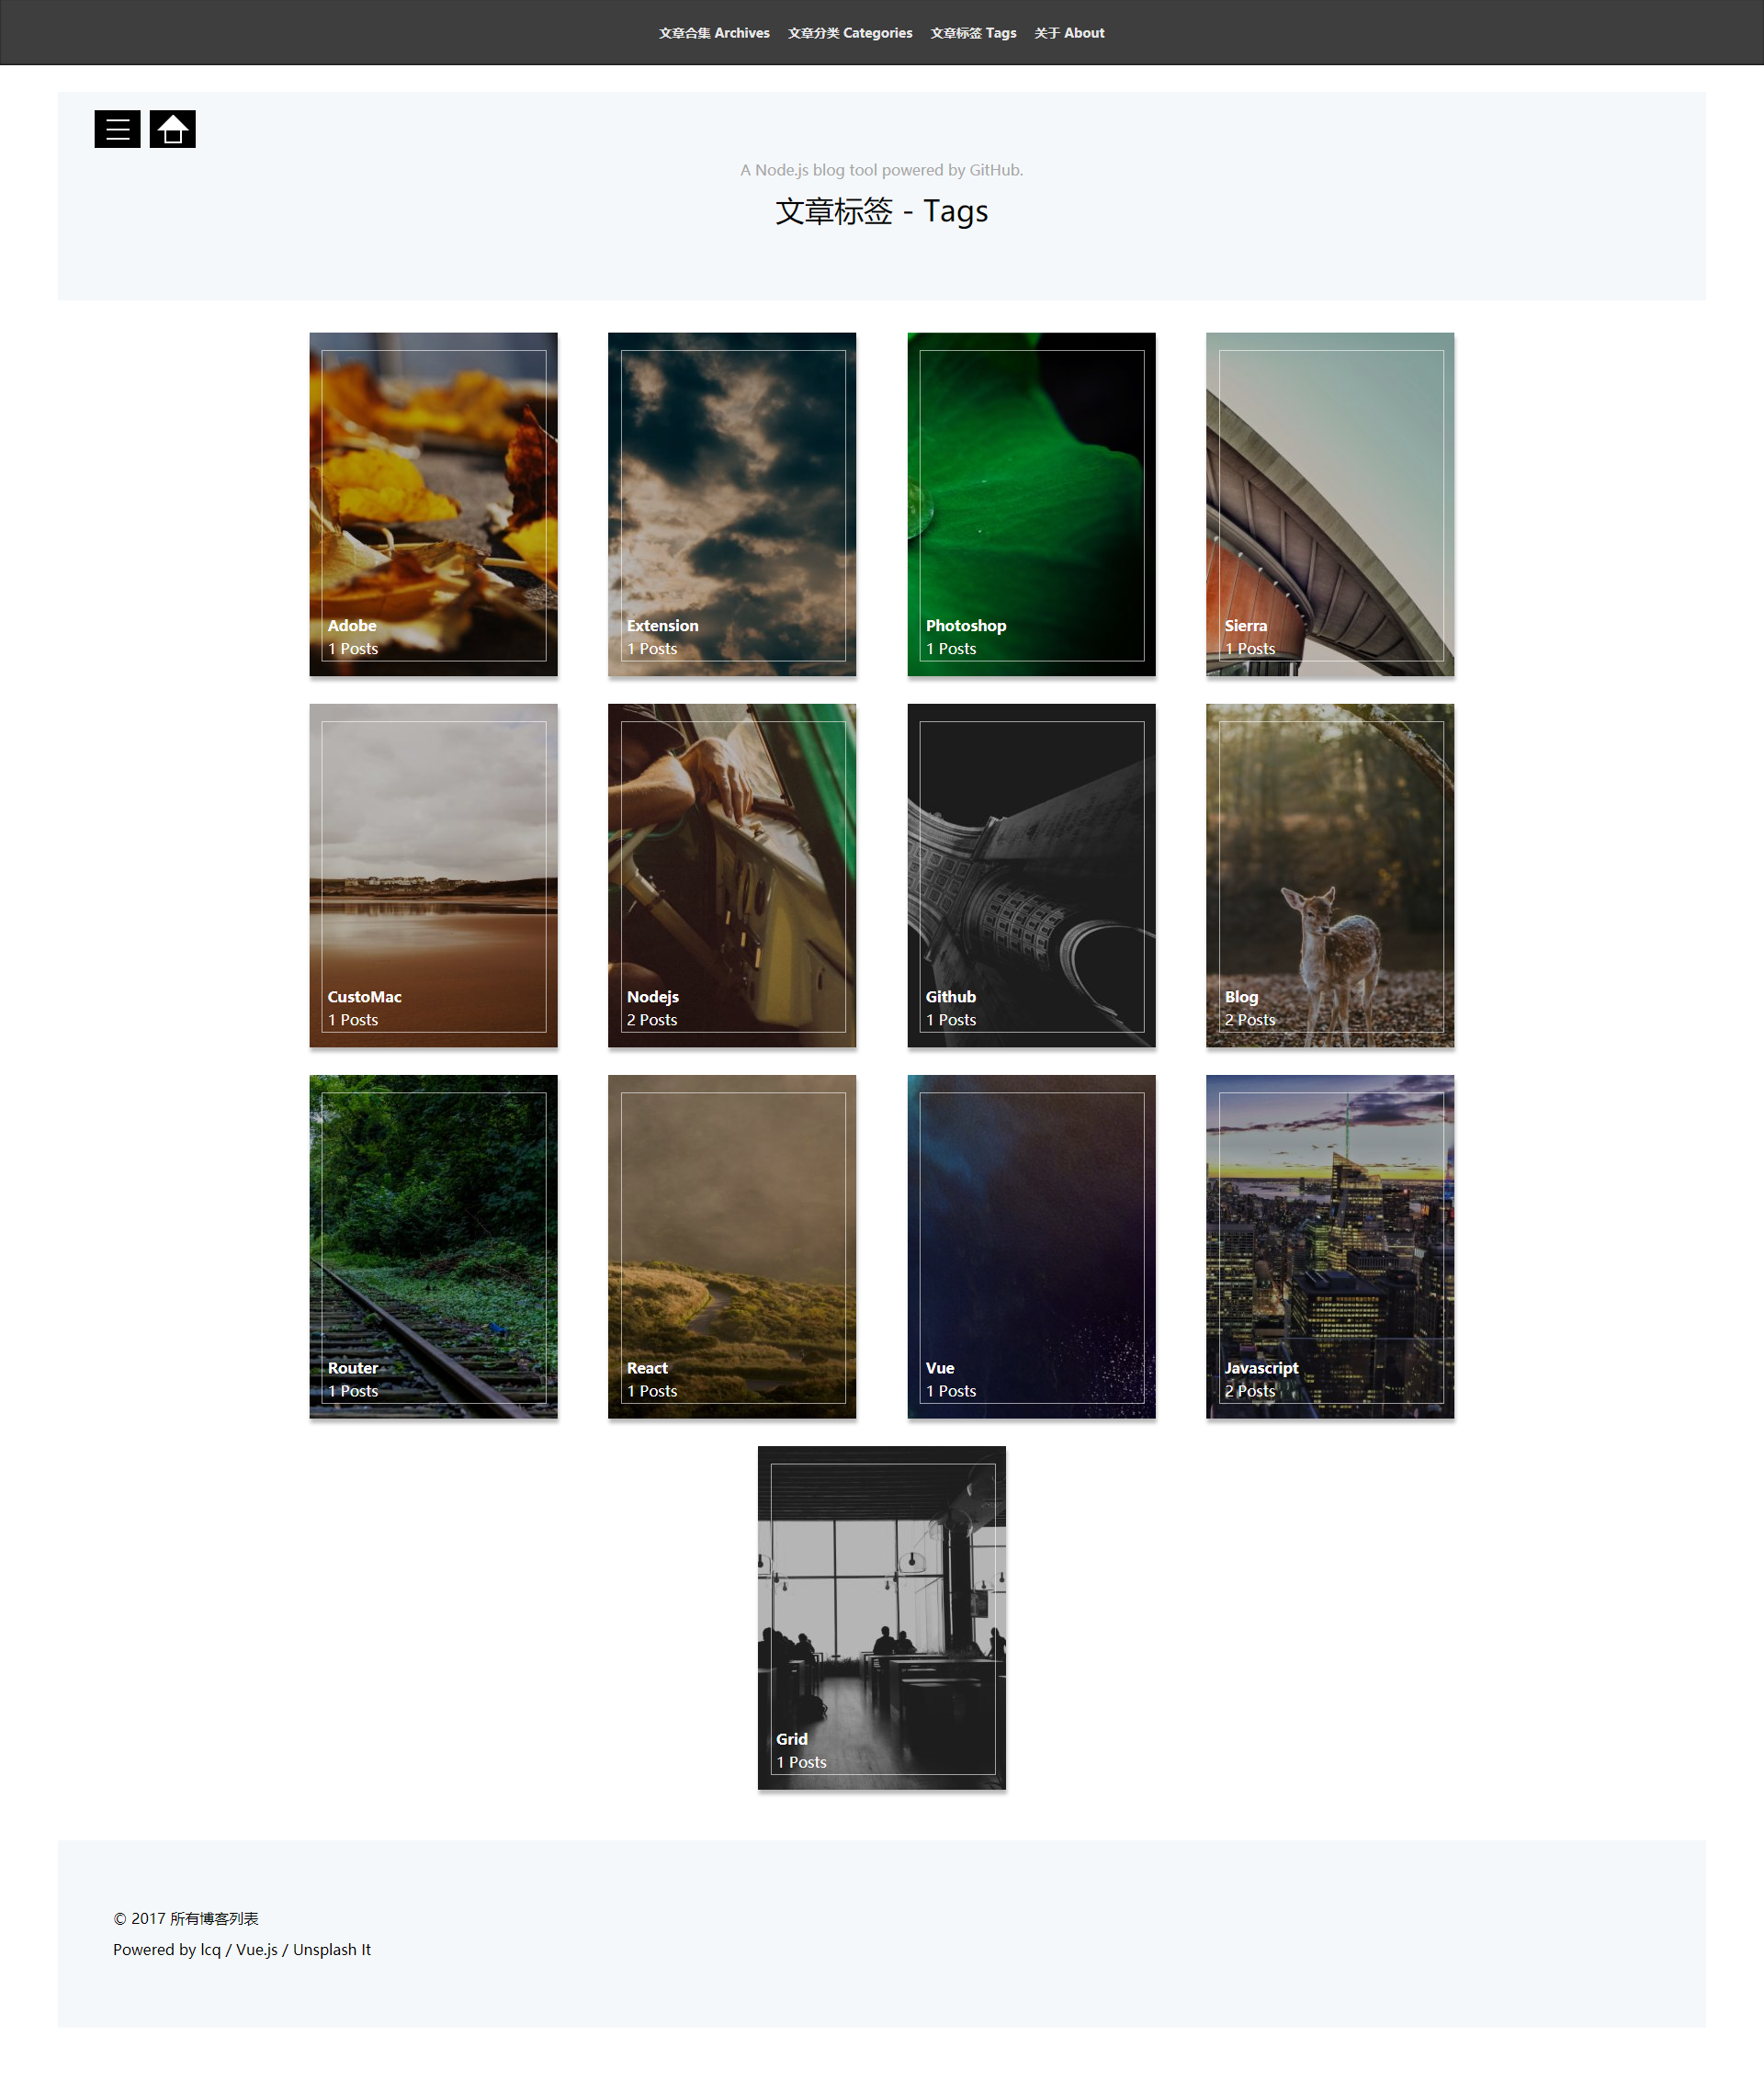 文章合集 Archives 文章分类 Categories 文章标签 Tags 关于 About
A Node.js blog tool powered by GitHub.
文章标签 - Tags
Adobe
1 Posts
Extension
1 Posts
Photoshop
1 Posts
Sierra
1 Posts
CustoMac
1 Posts
Nodejs
2 Posts
Github
1 Posts
Blog
2 Posts
Router
1 Posts
React
1 Posts
Vue
1 Posts
Javascript
2 Posts
Grid
1 Posts
© 2017 所有博客列表
Powered by lcq / Vue.js / Unsplash It